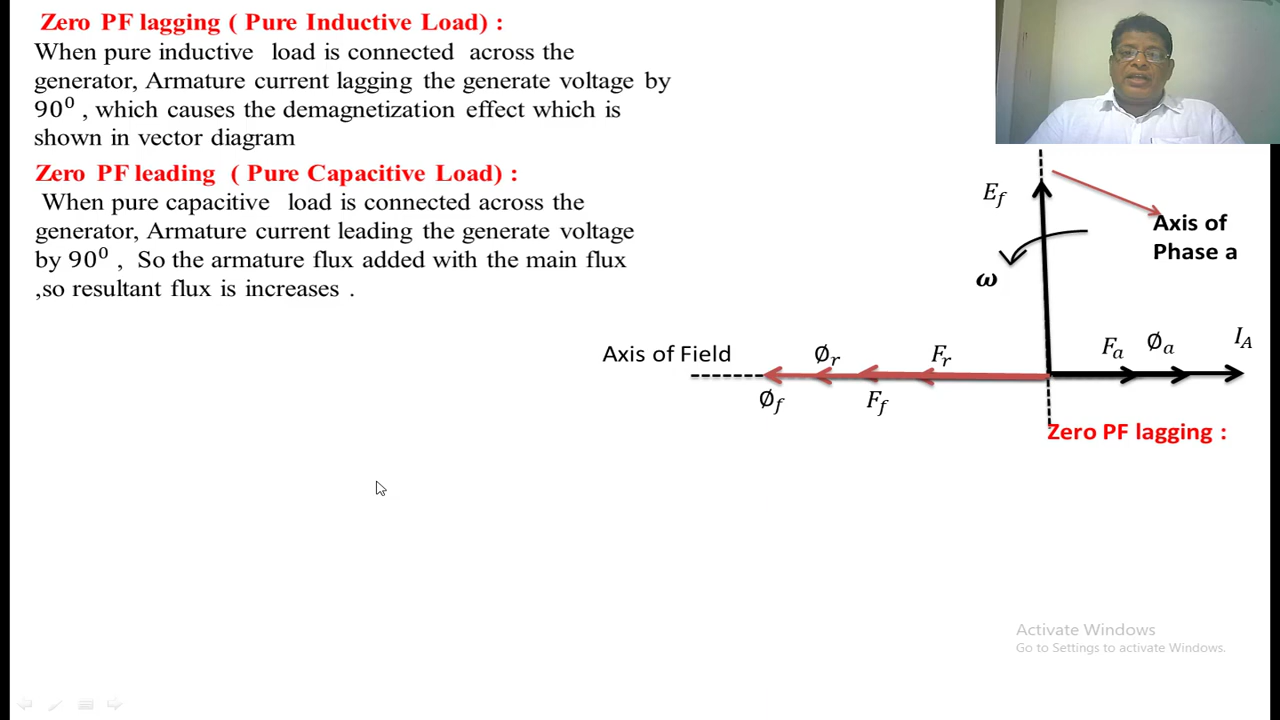 Zero PF lagging ( Pure Inductive Load) :
When pure inductive load is connected across the
generator, Armature current lagging the generate voltage by
90⁰ , which causes the demagnetization effect which is
shown in vector diagram
Zero PF leading ( Pure Capacitive Load) :
When pure capacitive load is connected across the
generator, Armature current leading the generate voltage
by 90⁰ , So the armature flux added with the main flux
,so resultant flux is increases .
E_f
Axis of
Phase a
ω
Axis of Field
Ø_r
F_r
F_a
Ø_a
I_A
Ø_f
F_f
Zero PF lagging :
Activate Windows
Go to Settings to activate Windows.